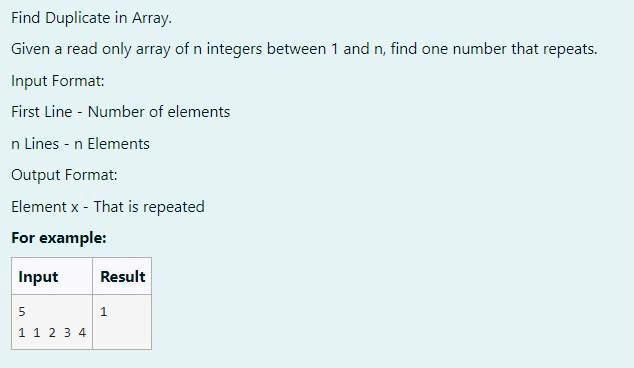 Find Duplicate in Array.
Given a read only array of n integers between 1 and n, find one number that repeats.
Input Format:
First Line - Number of elements
n Lines - n Elements
Output Format:
Element x - That is repeated
For example:
Input Result
5 1
1 1 2 3 4